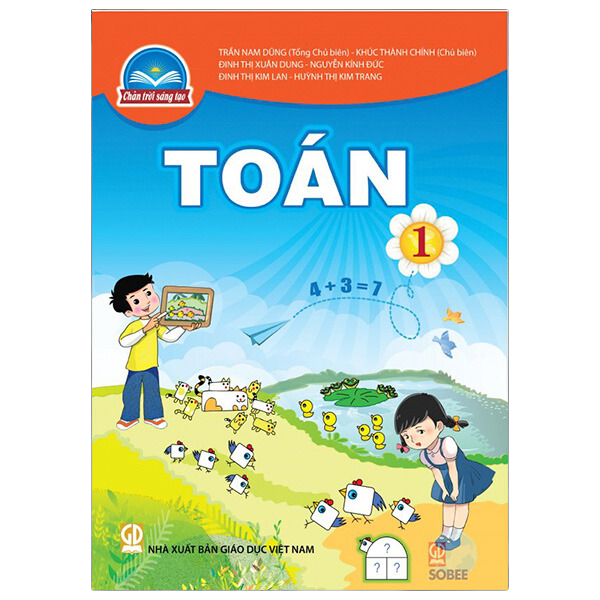 TRẦN NAM DŨNG (Tổng Chủ biên) - KHÚC THÀNH CHÍNH (Chủ biên)
ĐINH THỊ XUÂN DUNG - NGUYỄN KÍNH ĐỨC
ĐINH THỊ KIM LAN - HUỲNH THỊ KIM TRANG
Chân trời sáng tạo
TOÁN
1
4 + 3 = 7
?
? ?
GD
NHÀ XUẤT BẢN GIÁO DỤC VIỆT NAM
GD
SOBEE